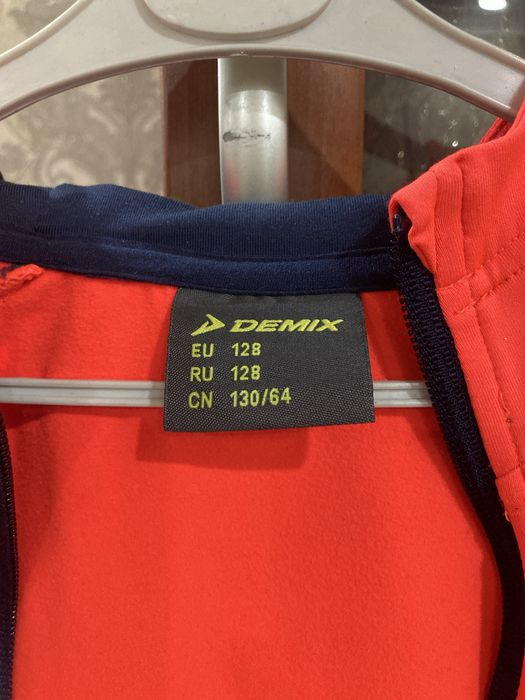 DEMIX
EU 128
RU 128
CN 130/64